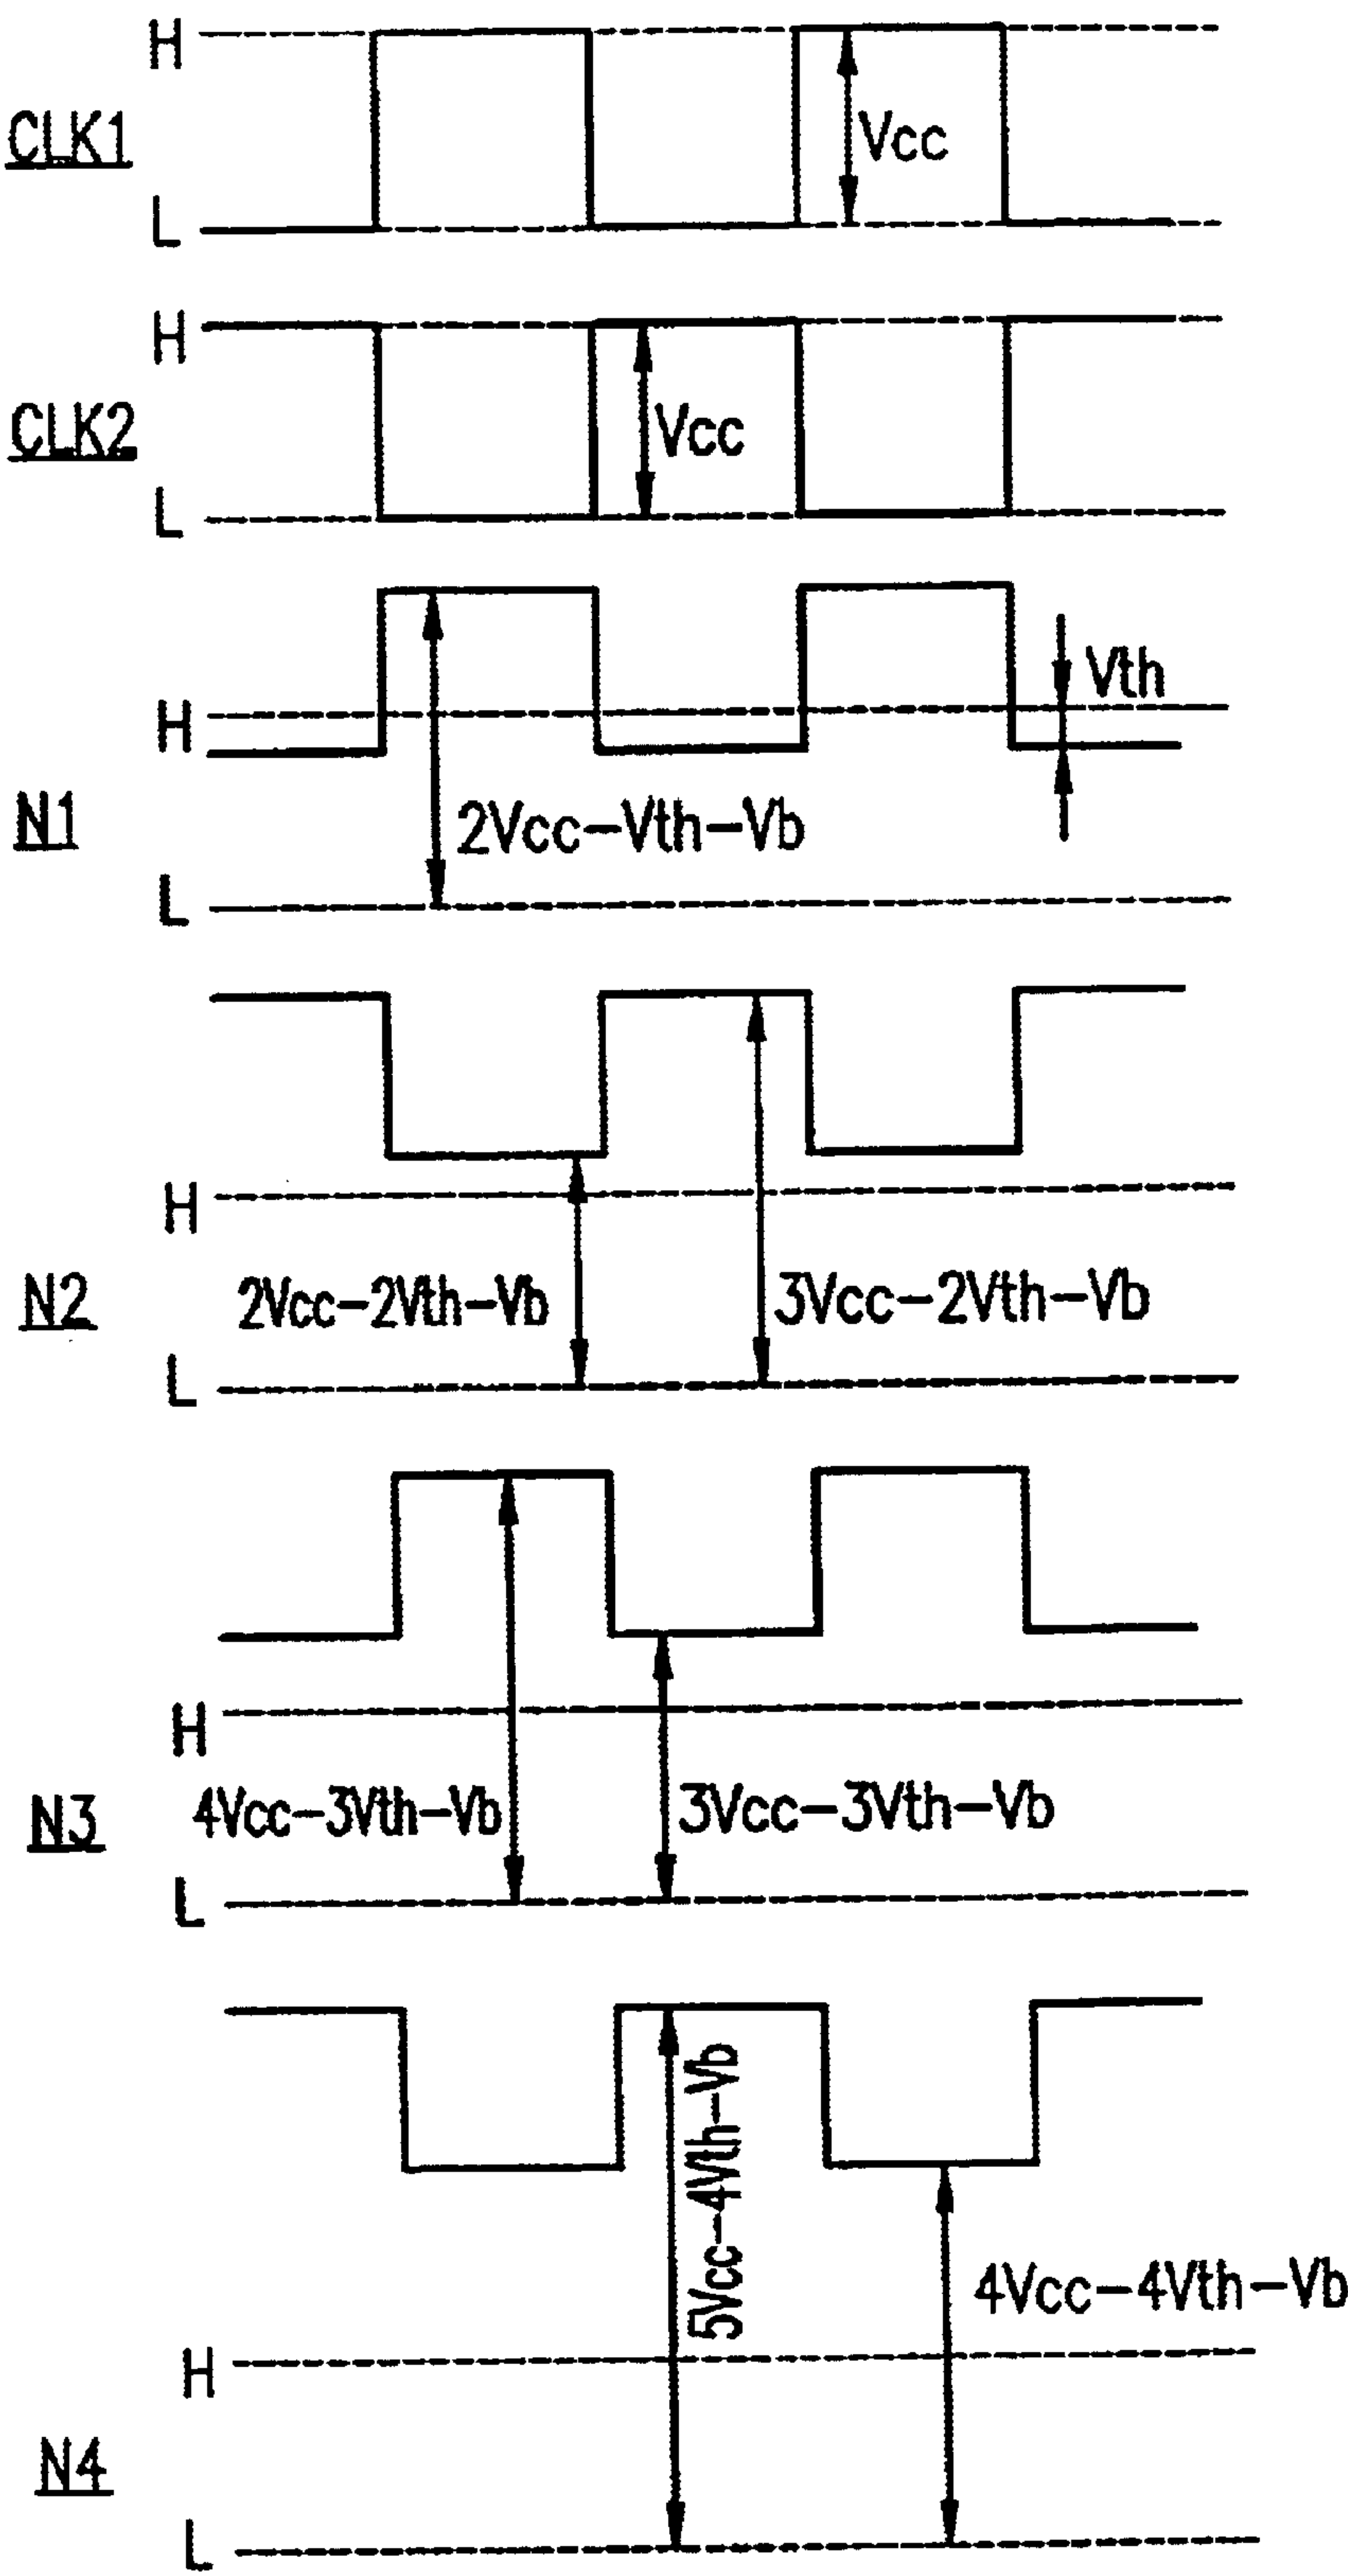 H
CLK1
Vcc
L
H
CLK2
Vcc
L
Vth
H
N1
2Vcc-Vth-Vb
L
H
N2
2Vcc-2Vth-Vb
3Vcc-2Vth-Vb
L
H
N3
4Vcc-3Vth-Vb
3Vcc-3Vth-Vb
L
5Vcc-4Vth-Vb
4Vcc-4Vth-Vb
H
N4
L